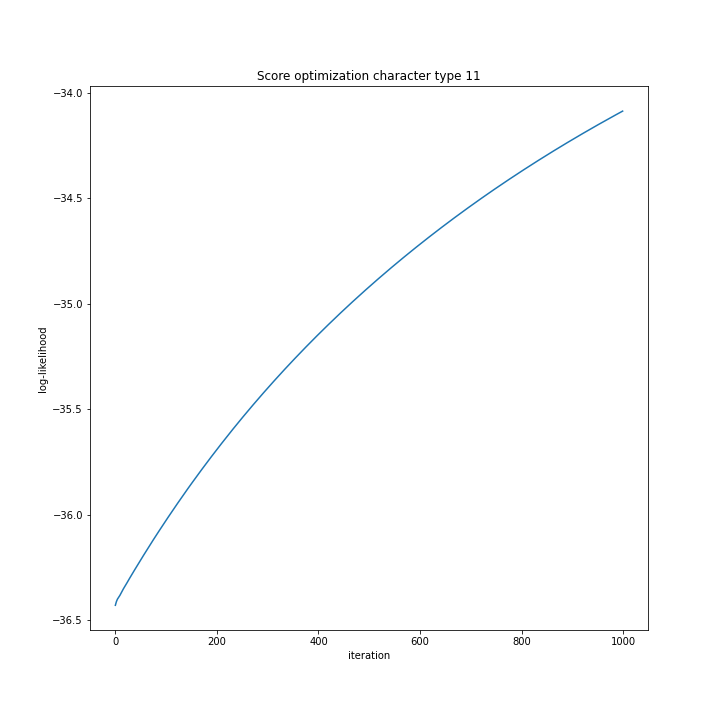 Score optimization character type 11
−34.0
−34.5
−35.0
−35.5
−36.0
−36.5
log-likelihood
0 200 400 600 800 1000
iteration